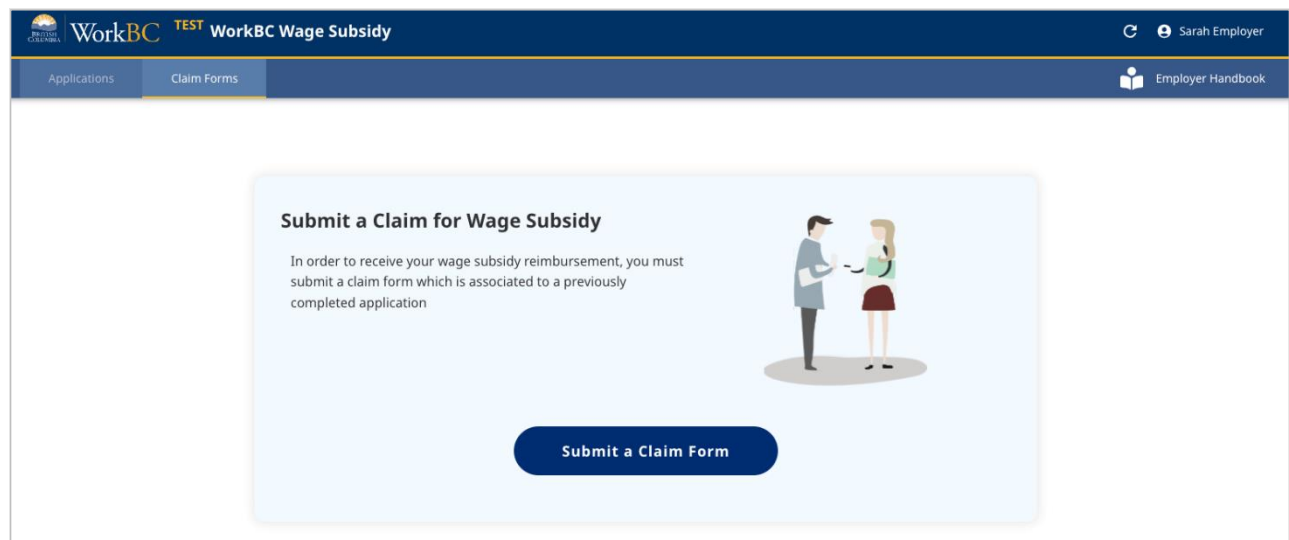 BRITISH
COLUMBIA
WorkBC
TEST WorkBC Wage Subsidy
Sarah Employer
Applications
Claim Forms
Employer Handbook
Submit a Claim for Wage Subsidy
In order to receive your wage subsidy reimbursement, you must
submit a claim form which is associated to a previously
completed application
Submit a Claim Form